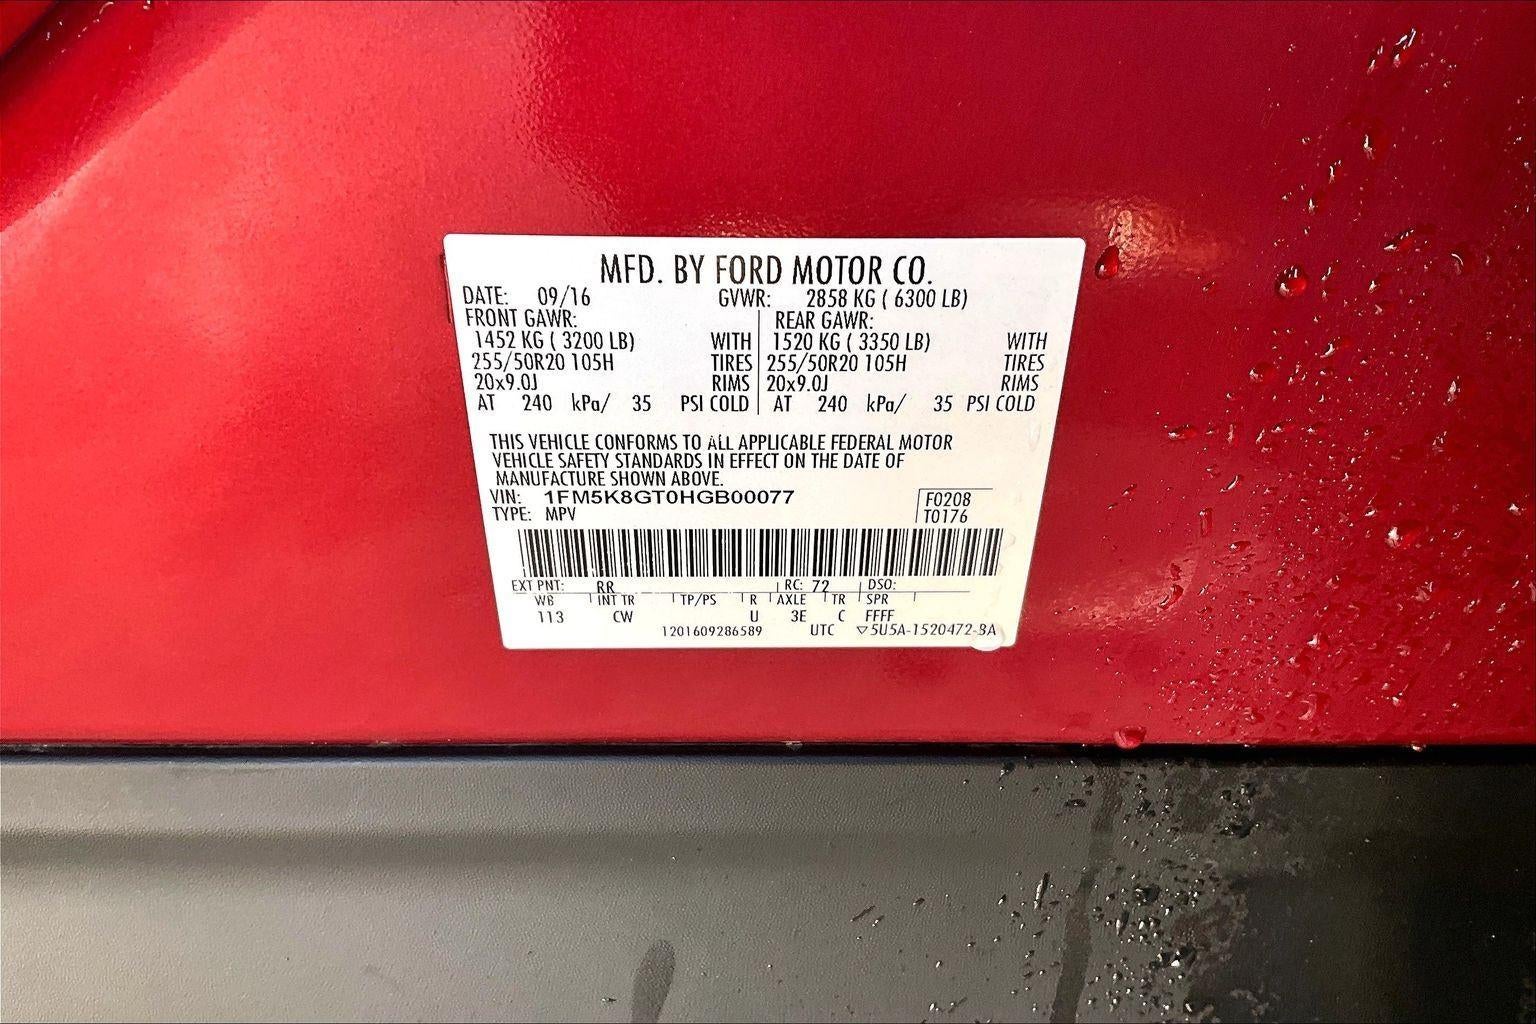 MFD. BY FORD MOTOR CO.
DATE: 09/16 GVWR: 2858 KG ( 6300 LB)
FRONT GAWR: REAR GAWR:
1452 KG ( 3200 LB) WITH 1520 KG ( 3350 LB) WITH
255/50R20 105H TIRES 255/50R20 105H TIRES
20x9.0J RIMS 20x9.0J RIMS
AT 240 kPa/ 35 PSI COLD AT 240 kPa/ 35 PSI COLD
THIS VEHICLE CONFORMS TO ALL APPLICABLE FEDERAL MOTOR
VEHICLE SAFETY STANDARDS IN EFFECT ON THE DATE OF
MANUFACTURE SHOWN ABOVE.
VIN: 1FM5K8GT0HGB00077 F0208
TYPE: MPV T0176
EXT PNT: RR RC: 72 DSO:
WB INT TR TP/PS R AXLE TR SPR
113 CW U 3E C FFFF
1201609286589 UTC ▽5U5A-1520472-BA